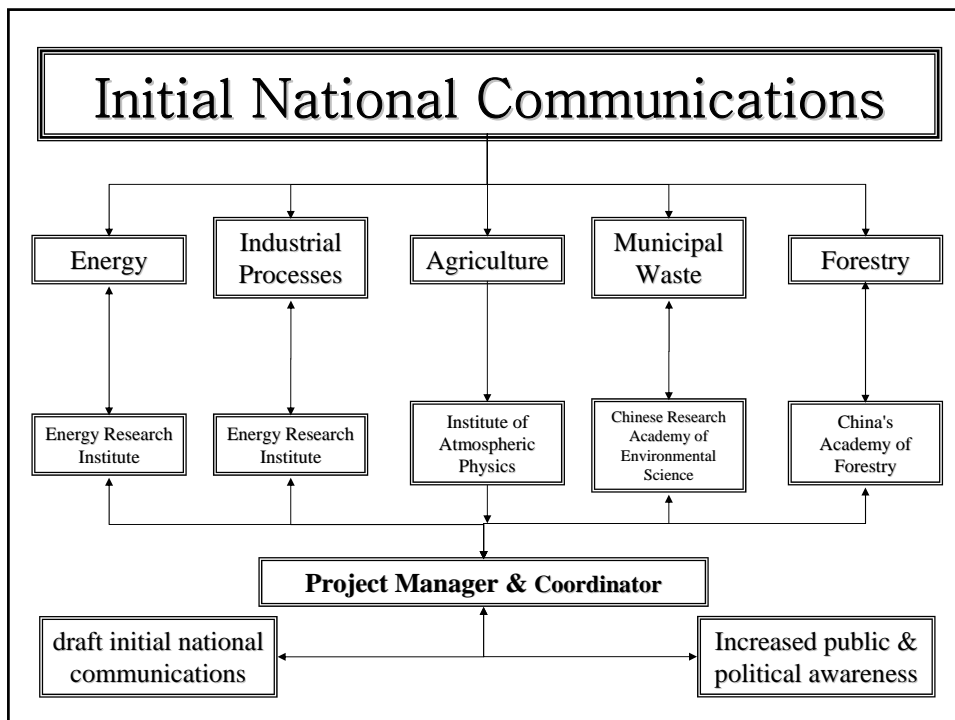 Initial National Communications
Energy
Industrial
Processes
Agriculture
Municipal
Waste
Forestry
Energy Research
Institute
Energy Research
Institute
Institute of
Atmospheric
Physics
Chinese Research
Academy of
Environmental
Science
China's
Academy of
Forestry
Project Manager & Coordinator
draft initial national
communications
Increased public &
political awareness